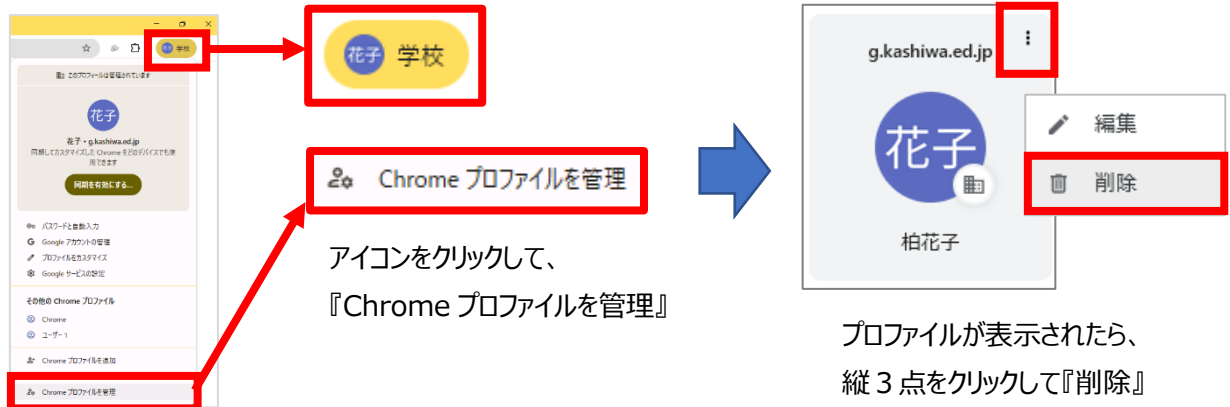 学校
このプロフィールは管理されています
花子
花子・g.kashiwa.ed.jp
同期してカスタマイズした Chrome をどのデバイスでも使
用できます
同期を有効にする...
パスワードと自動入力
Google アカウントの管理
プロファイルをカスタマイズ
Google サービスの設定
その他の Chrome プロファイル
Chrome
ユーザー 1
Chrome プロファイルを追加
Chrome プロファイルを管理
花子 学校
Chrome プロファイルを管理
アイコンをクリックして、
『Chrome プロファイルを管理』
g.kashiwa.ed.jp
花子
柏花子
編集
削除
プロファイルが表示されたら、
縦３点をクリックして『削除』